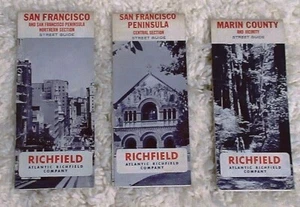 SAN FRANCISCO
AND SAN FRANCISCO PENINSULA
NORTHERN SECTION
STREET GUIDE
RICHFIELD
ATLANTIC RICHFIELD
COMPANY
SAN FRANCISCO
PENINSULA
CENTRAL SECTION
STREET GUIDE
RICHFIELD
ATLANTIC RICHFIELD
COMPANY
MARIN COUNTY
AND VICINITY
STREET GUIDE
RICHFIELD
ATLANTIC RICHFIELD
COMPANY